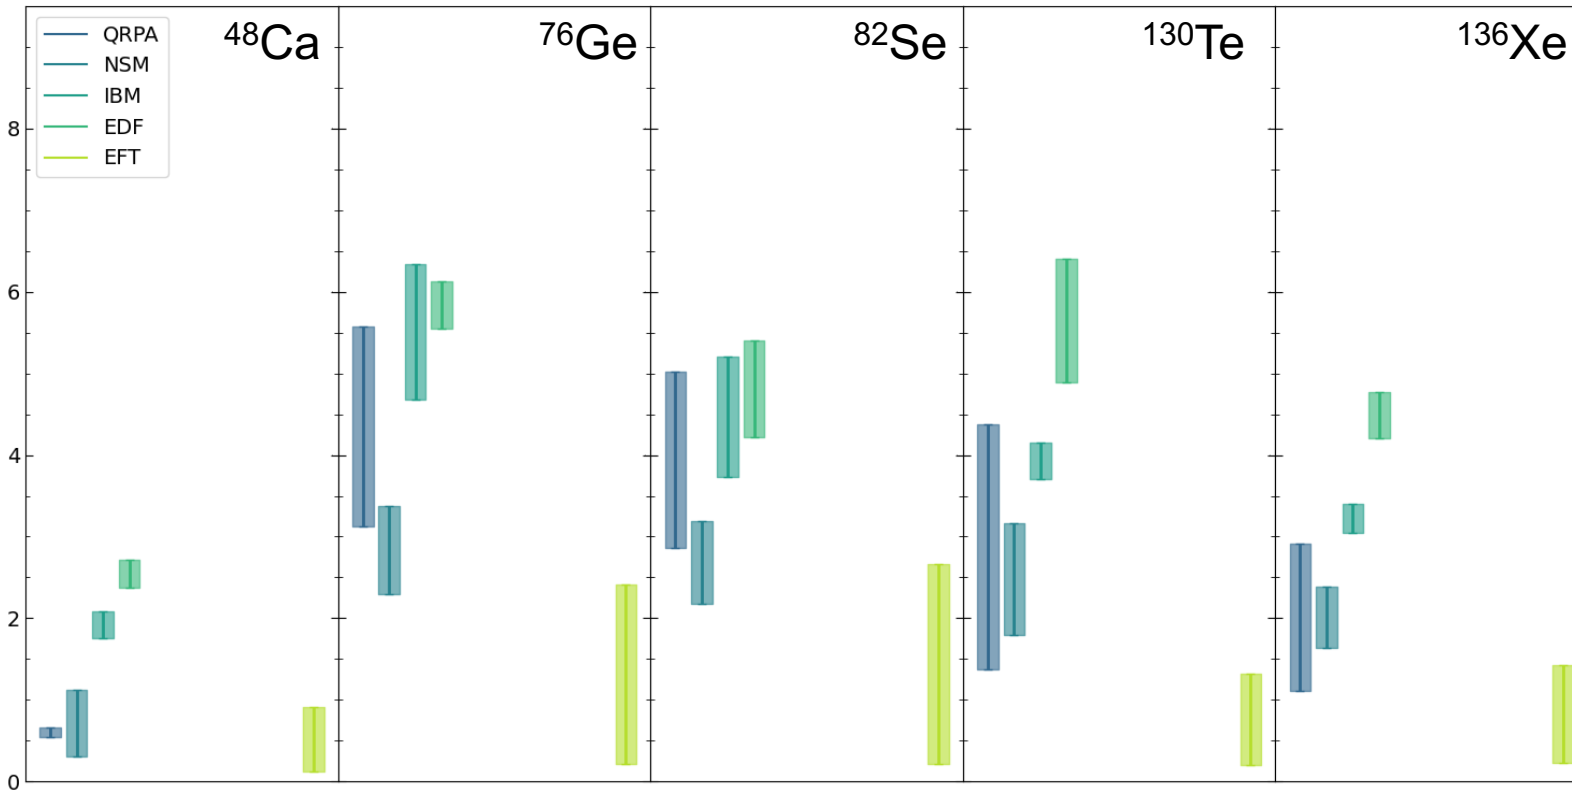 QRPA
NSM
IBM
EDF
EFT
⁴⁸Ca
⁷⁶Ge
⁸²Se
¹³⁰Te
¹³⁶Xe
8
6
4
2
0